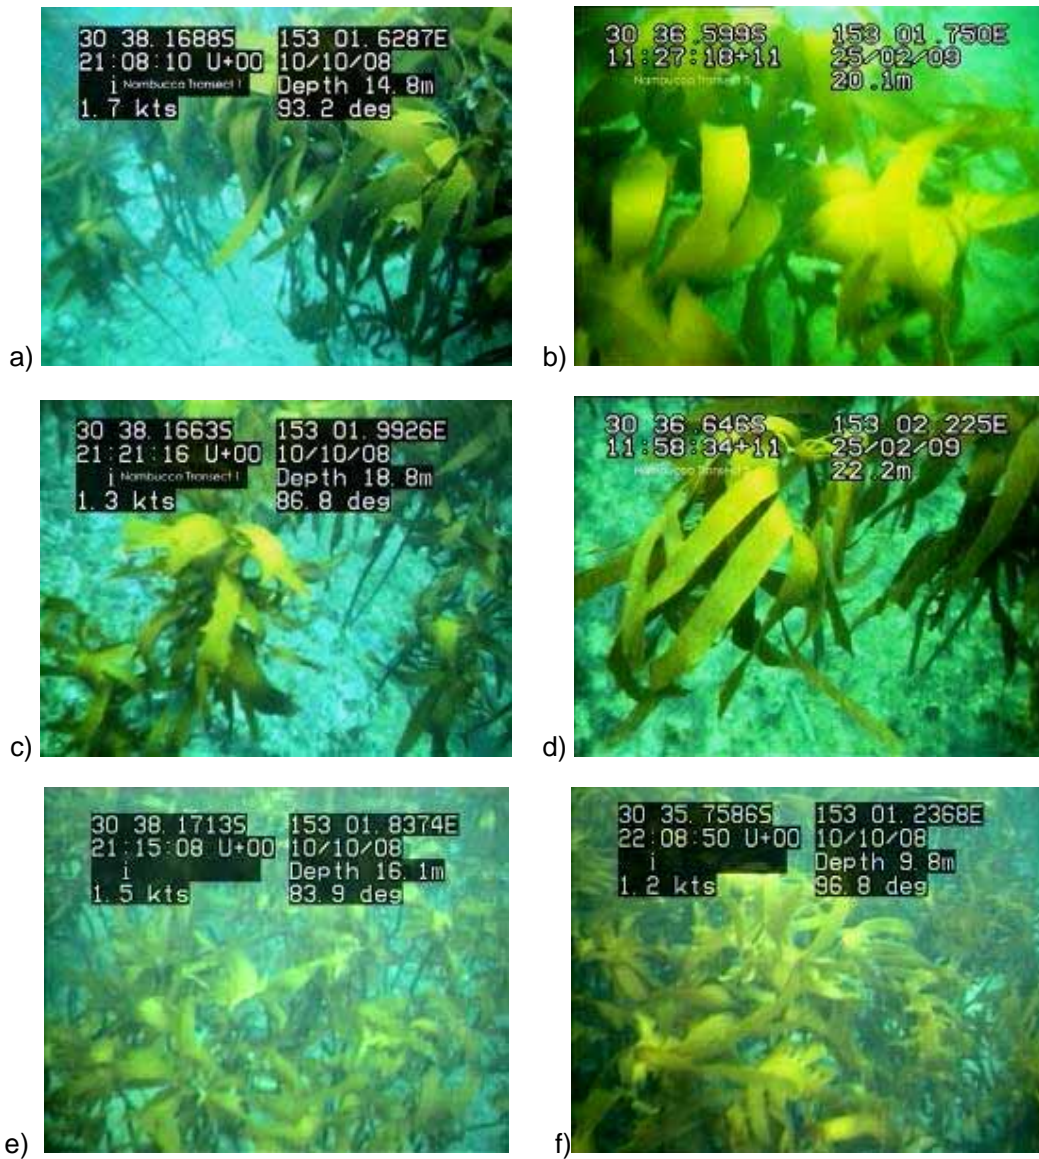 30 38.1688S 153 01.6287E
21:08:10 U+00 10/10/08
i Nambucca Transect 1 Depth 14.8m
1.7 kts 93.2 deg
a)
30 36.599S 153 01.750E
11:27:18+11 25/02/09
Nambucca Transect 20.1m
b)
30 38.1663S 153 01.9926E
21:21:16 U+00 10/10/08
i Nambucca Transect 1 Depth 18.8m
1.3 kts 86.8 deg
c)
30 36.646S 153 02.225E
11:58:34+11 25/02/09
Nambucca Transect 22.2m
d)
30 38.1713S 153 01.8374E
21:15:08 U+00 10/10/08
i Depth 16.1m
1.5 kts 83.9 deg
e)
30 35.7586S 153 01.2368E
22:08:50 U+00 10/10/08
i Depth 9.8m
1.2 kts 96.8 deg
f)